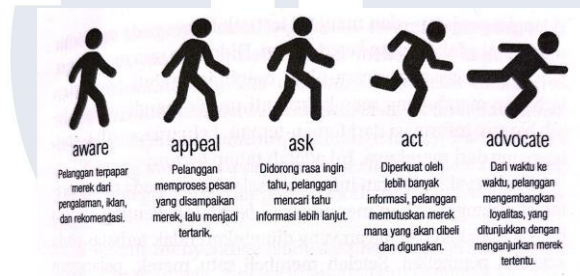 aware
Pelanggan terpapar
merek dari
pengalaman, iklan,
dan rekomendasi.
appeal
Pelanggan
memproses pesan
yang disampaikan
merek, lalu menjadi
tertarik.
ask
Didorong rasa ingin
tahu, pelanggan
mencari tahu
informasi lebih lanjut.
act
Diperkuat oleh
lebih banyak
informasi, pelanggan
memutuskan merek
mana yang akan dibeli
dan digunakan.
advocate
Dari waktu ke
waktu, pelanggan
mengembangkan
loyalitas, yang
ditunjukkan dengan
menganjurkan merek
tertentu.